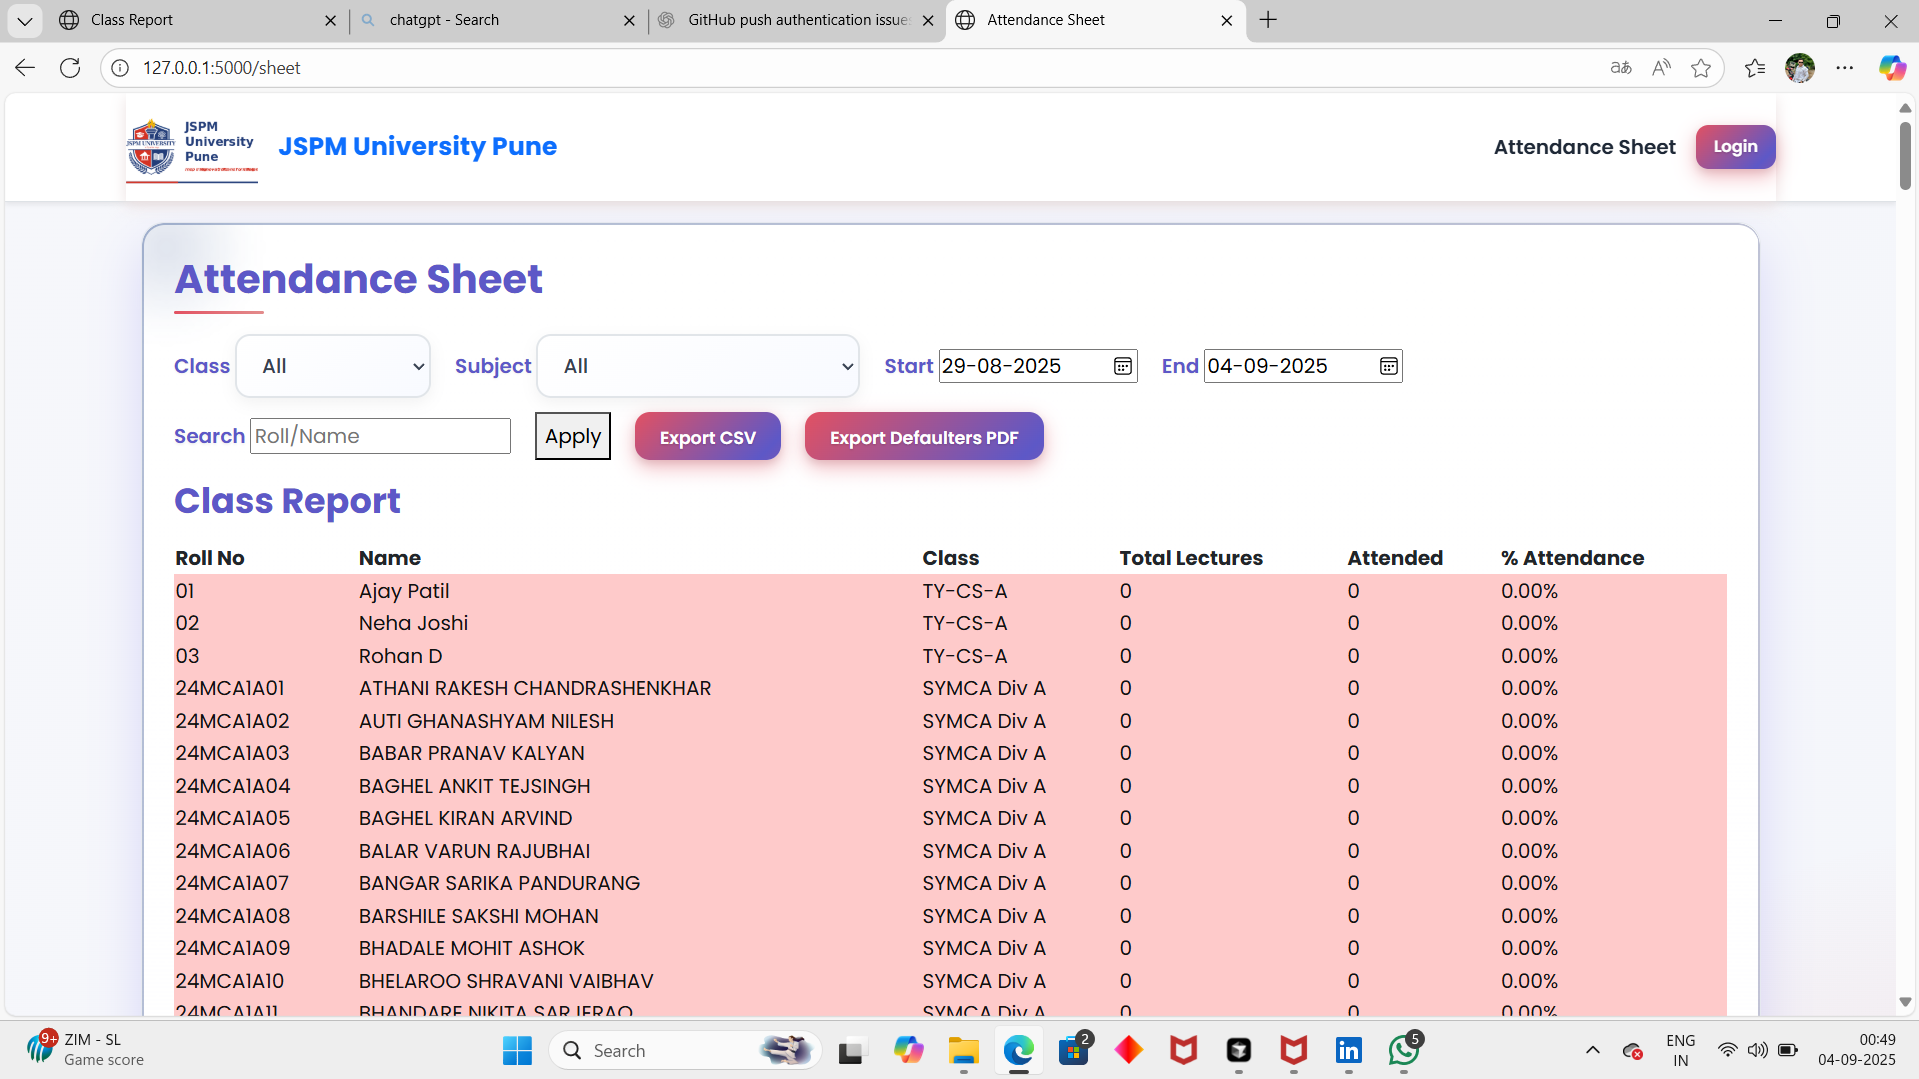 Class Report
chatgpt - Search
GitHub push authentication issue
Attendance Sheet
127.0.0.1:5000/sheet
JSPM
University
Pune
JSPM UNIVERSITY
JSPM University Pune
Attendance Sheet
Login
Attendance Sheet
Class All Subject All Start 29-08-2025 End 04-09-2025
Search Roll/Name Apply Export CSV Export Defaulters PDF
Class Report
Roll No Name Class Total Lectures Attended % Attendance
01 Ajay Patil TY-CS-A 0 0 0.00%
02 Neha Joshi TY-CS-A 0 0 0.00%
03 Rohan D TY-CS-A 0 0 0.00%
24MCA1A01 ATHANI RAKESH CHANDRASHENKHAR SYMCA Div A 0 0 0.00%
24MCA1A02 AUTI GHANASHYAM NILESH SYMCA Div A 0 0 0.00%
24MCA1A03 BABAR PRANAV KALYAN SYMCA Div A 0 0 0.00%
24MCA1A04 BAGHEL ANKIT TEJSINGH SYMCA Div A 0 0 0.00%
24MCA1A05 BAGHEL KIRAN ARVIND SYMCA Div A 0 0 0.00%
24MCA1A06 BALAR VARUN RAJUBHAI SYMCA Div A 0 0 0.00%
24MCA1A07 BANGAR SARIKA PANDURANG SYMCA Div A 0 0 0.00%
24MCA1A08 BARSHILE SAKSHI MOHAN SYMCA Div A 0 0 0.00%
24MCA1A09 BHADALE MOHIT ASHOK SYMCA Div A 0 0 0.00%
24MCA1A10 BHELAROO SHRAVANI VAIBHAV SYMCA Div A 0 0 0.00%
24MCA1A11 BHANDARE NIKITA SARJERAO SYMCA Div A 0 0 0.00%
9+
ZIM - SL
Game score
Search
2
5
ENG
IN
00:49
04-09-2025